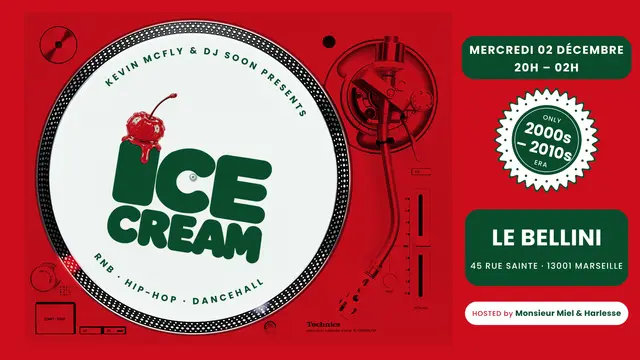 KEVIN MCFLY & DJ SOON PRESENTS
ICE
CREAM
RNB · HIP-HOP · DANCEHALL
Technics
MERCREDI 02 DÉCEMBRE
20H – 02H
ONLY
2000s
– 2010s
ERA
LE BELLINI
45 RUE SAINTE · 13001 MARSEILLE
HOSTED by Monsieur Miel & Harlesse